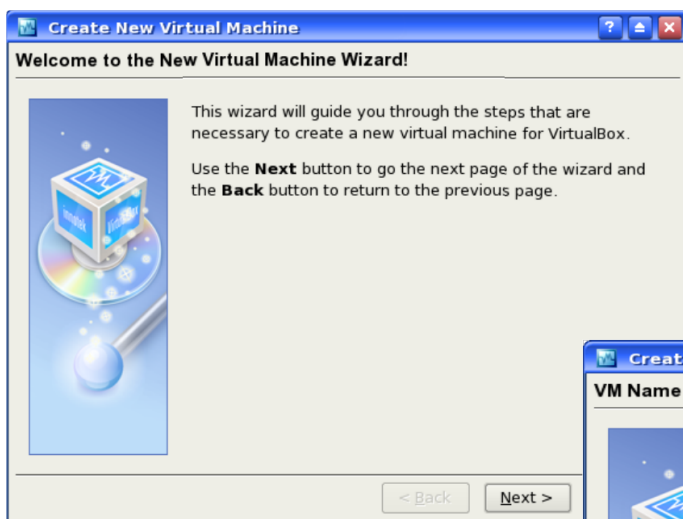 Create New Virtual Machine
Welcome to the New Virtual Machine Wizard!
This wizard will guide you through the steps that are
necessary to create a new virtual machine for VirtualBox.
Use the Next button to go the next page of the wizard and
the Back button to return to the previous page.
innotek
< Back
Next >
Creat
VM Name